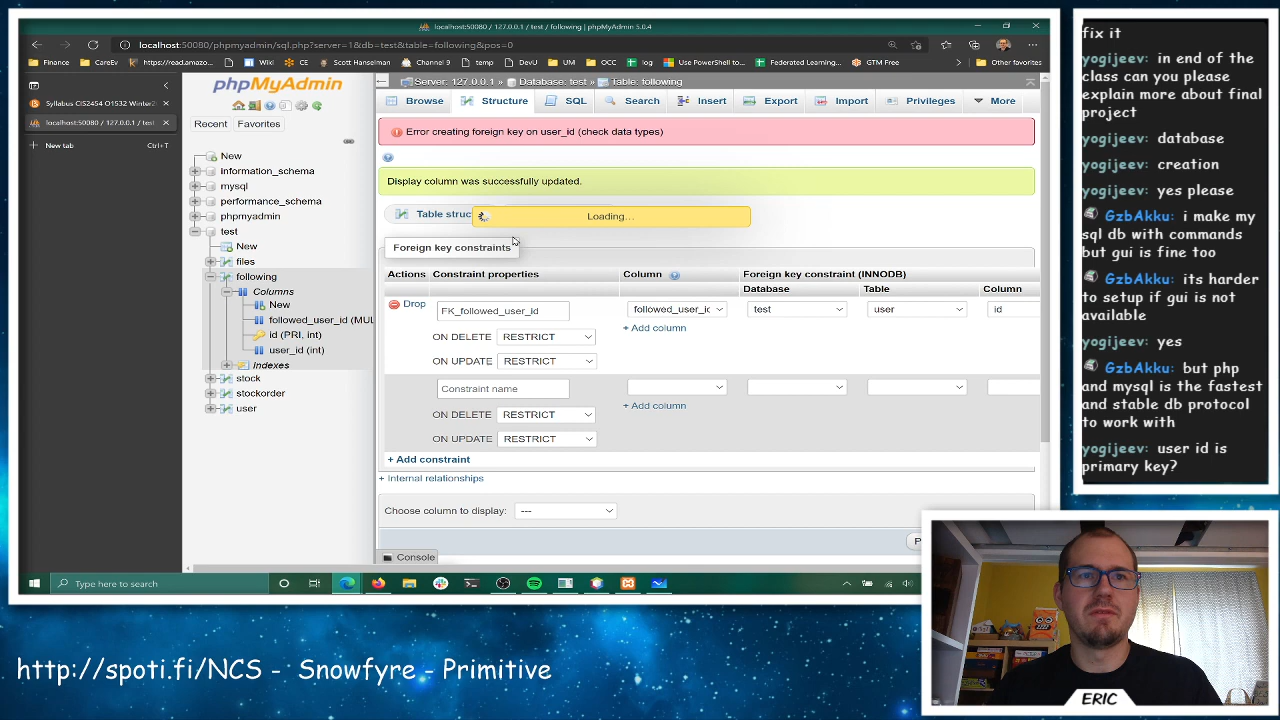 localhost:50080 / 127.0.0.1 / test / following | phpMyAdmin 5.0.4
localhost:50080/phpmyadmin/sql.php?server=1&db=test&table=following&pos=0
Finance
CareEv
https://read.amazo...
Wiki
CE
Scott Hanselman
Channel 9
temp
DevU
UM
OCC
log
Use PowerShell to...
Federated Learning...
GTM Free
Other favorites
Syllabus CIS2454 O1532 Winter2
localhost:50080 / 127.0.0.1 / test
New tab
Ctrl+T
phpMyAdmin
Recent
Favorites
New
information_schema
mysql
performance_schema
phpmyadmin
test
New
files
following
Columns
New
followed_user_id (MUL
id (PRI, int)
user_id (int)
Indexes
stock
stockorder
user
Server: 127.0.0.1 » Database: test » Table: following
Browse
Structure
SQL
Search
Insert
Export
Import
Privileges
More
Error creating foreign key on user_id (check data types)
Display column was successfully updated.
Table struc
Loading...
Foreign key constraints
Actions
Constraint properties
Column
Foreign key constraint (INNODB)
Database
Table
Column
Drop
FK_followed_user_id
followed_user_ic
test
user
id
+ Add column
ON DELETE
RESTRICT
ON UPDATE
RESTRICT
Constraint name
+ Add column
ON DELETE
RESTRICT
ON UPDATE
RESTRICT
+ Add constraint
+ Internal relationships
Choose column to display:
---
P
Console
Type here to search
fix it
yogijeev: in end of the
class can you please
explain more about final
project
yogijeev: database
yogijeev: creation
yogijeev: yes please
GzbAkku: i make my
sql db with commands
but gui is fine too
GzbAkku: its harder
to setup if gui is not
available
yogijeev: yes
GzbAkku: but php
and mysql is the fastest
and stable db protocol
to work with
yogijeev: user id is
primary key?
ERIC
http://spoti.fi/NCS - Snowfyre - Primitive